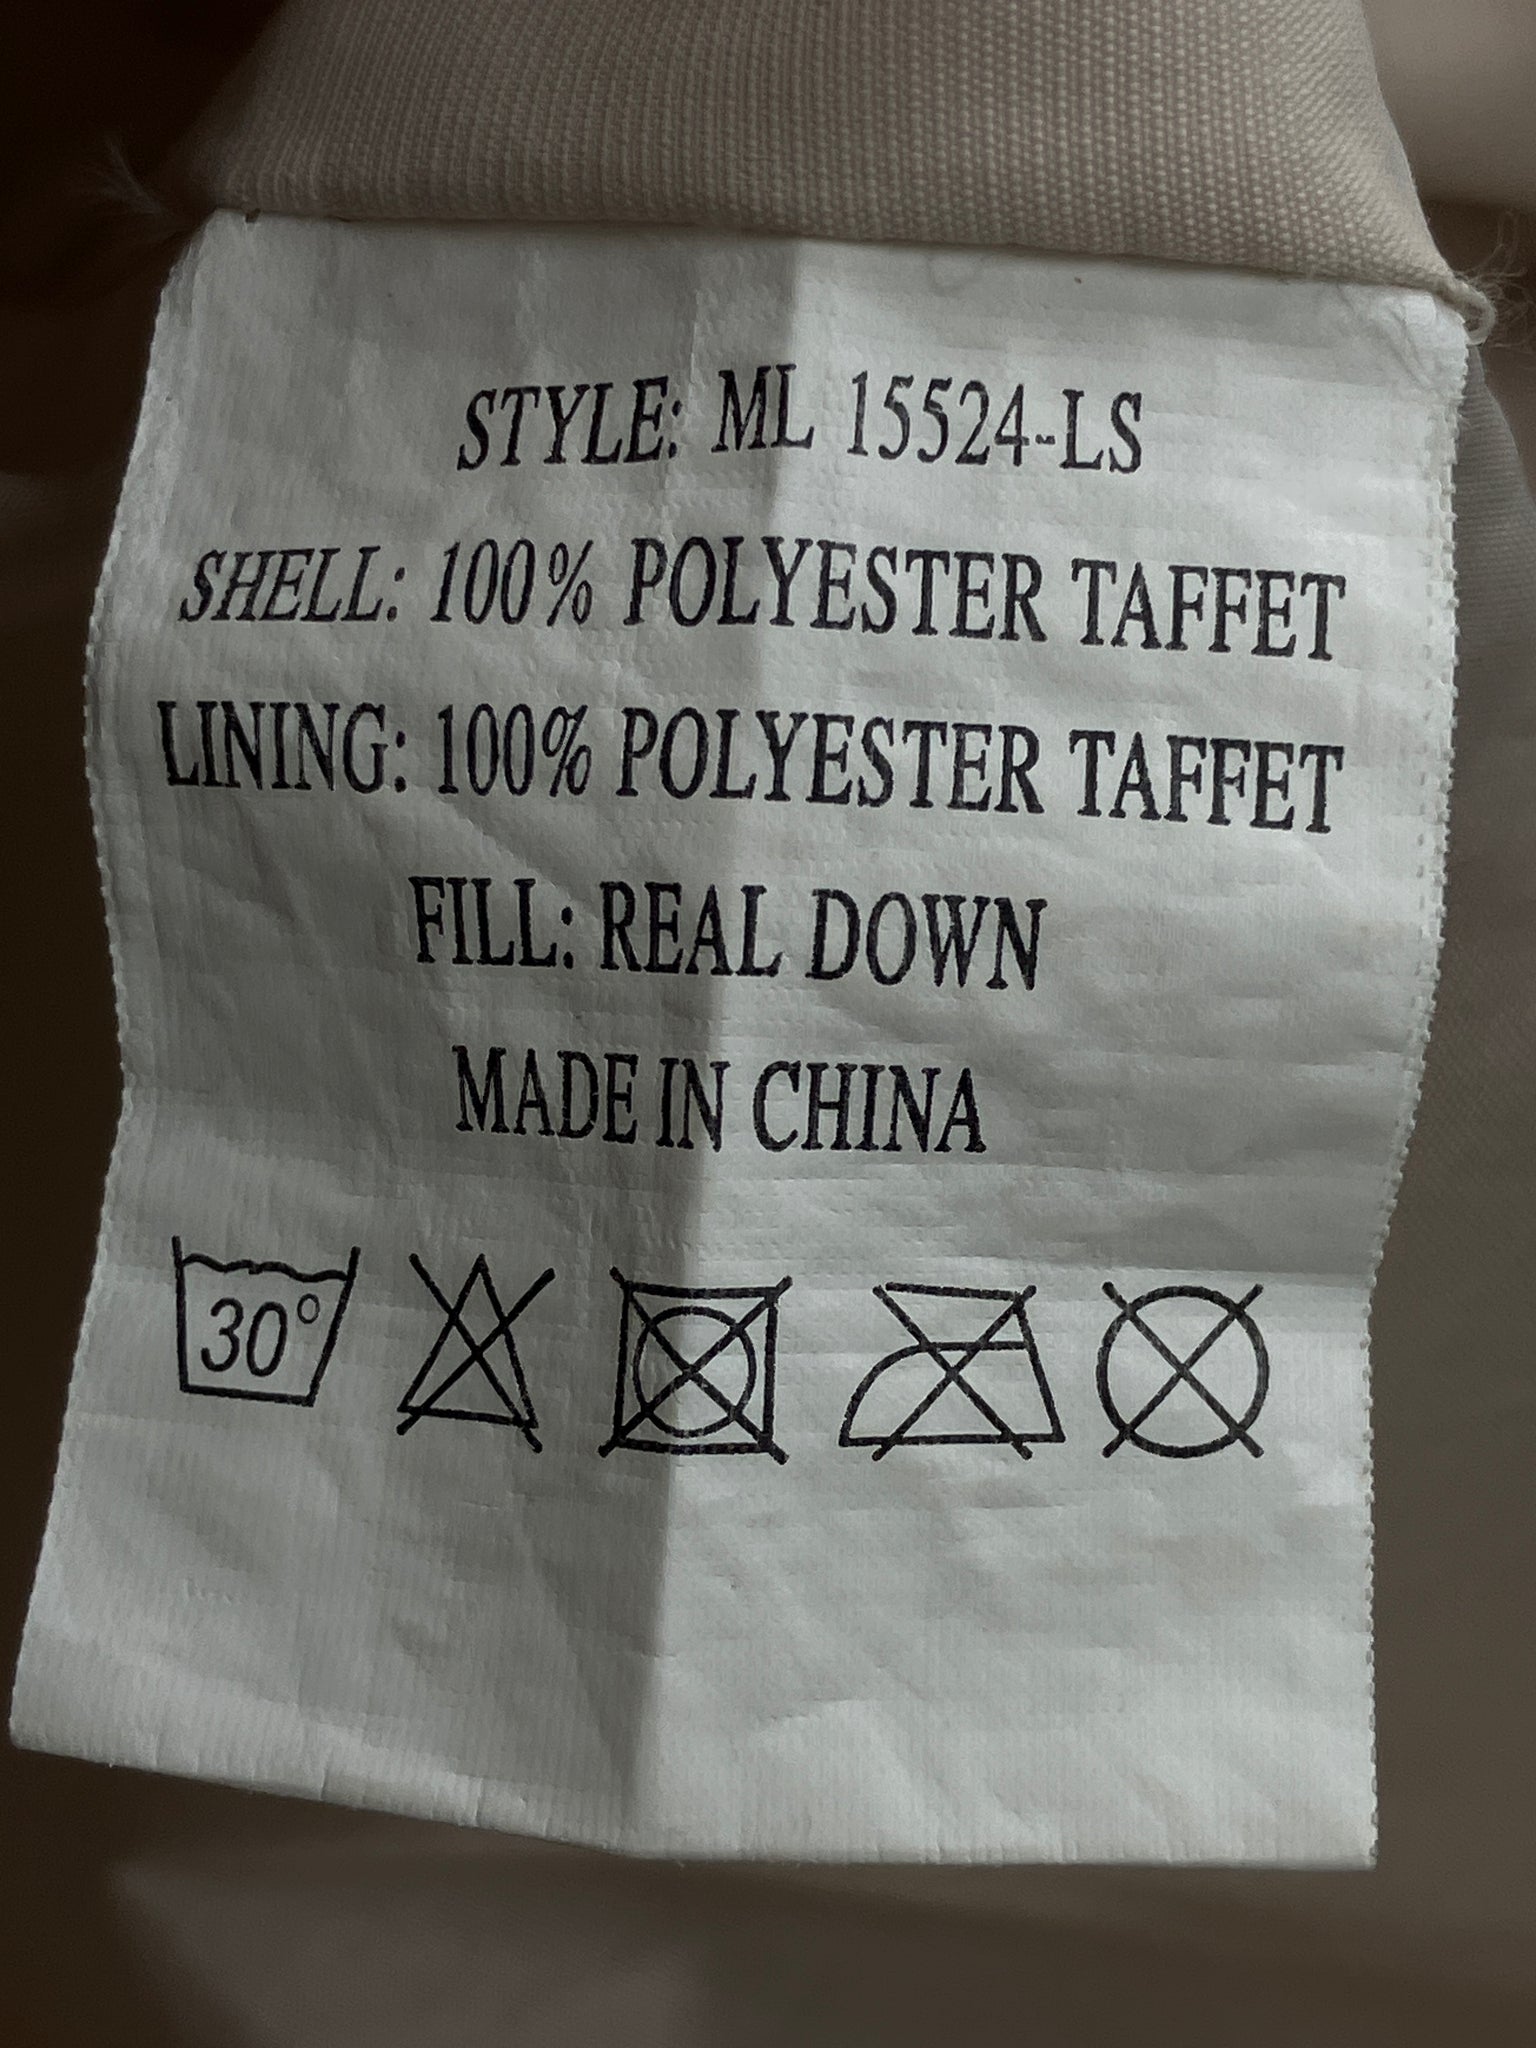 STYLE: ML 15524-LS
SHELL: 100% POLYESTER TAFFET
LINING: 100% POLYESTER TAFFET
FILL: REAL DOWN
MADE IN CHINA
30°